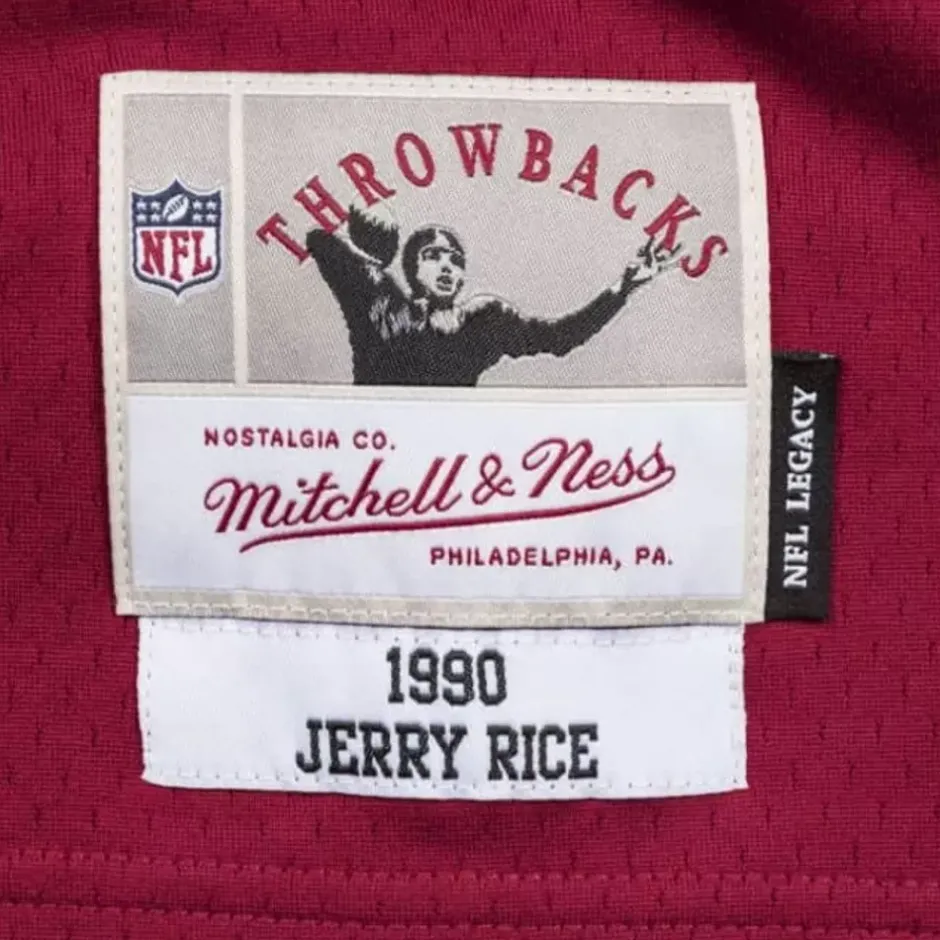 THROWBACKS
NFL
NOSTALGIA CO.
Mitchell & Ness
PHILADELPHIA, PA.
NFL LEGACY
1990
JERRY RICE